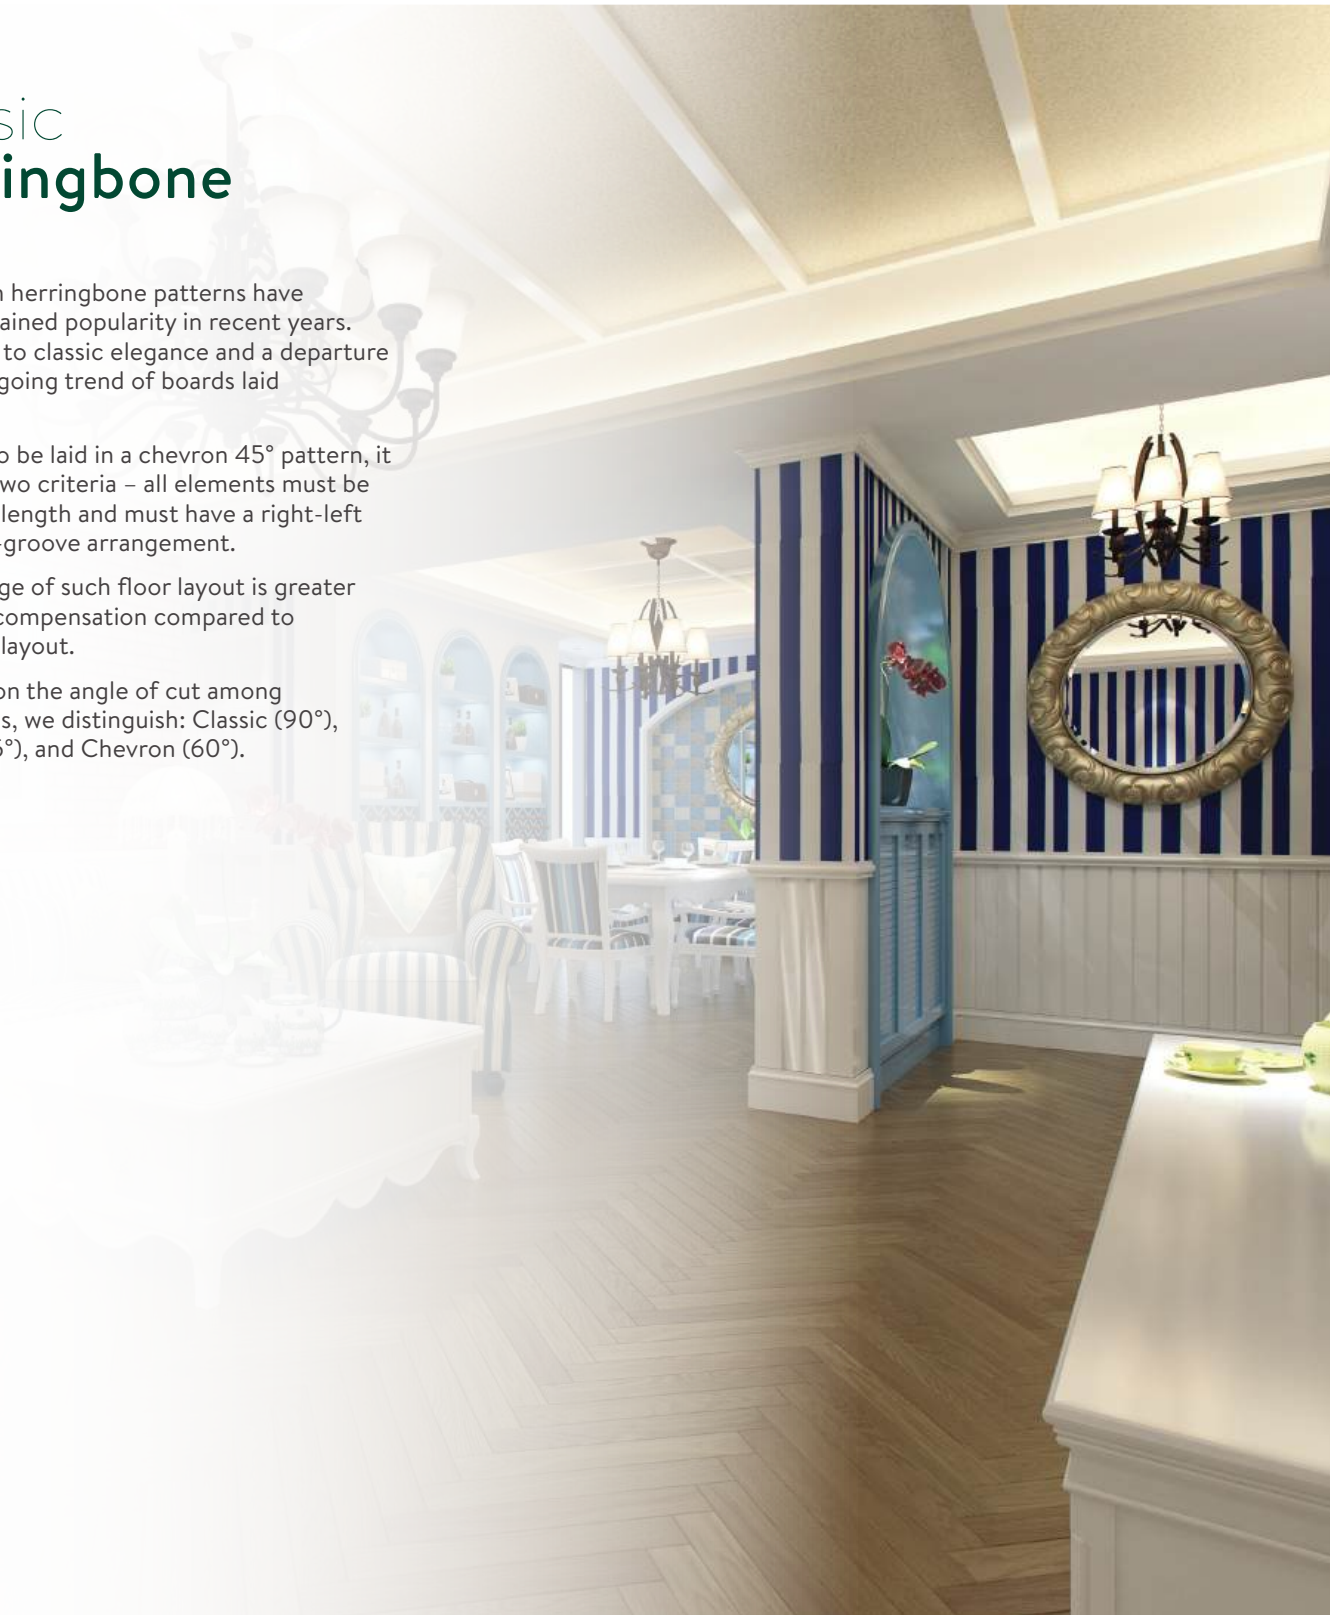 sic
ingbone
n herringbone patterns have
ained popularity in recent years.
to classic elegance and a departure
going trend of boards laid
o be laid in a chevron 45° pattern, it
wo criteria – all elements must be
length and must have a right-left
-groove arrangement.
ge of such floor layout is greater
compensation compared to
layout.
on the angle of cut among
s, we distinguish: Classic (90°),
5°), and Chevron (60°).